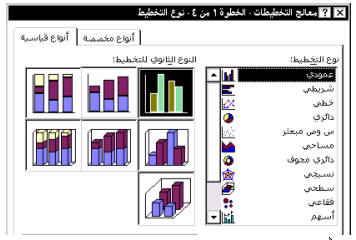 معالج التخطيطات - الخطوة ١ من ٤ - نوع التخطيط
أنواع قياسية
أنواع مخصصة
نوع التخطيط:
النوع الثانوي للتخطيط:
عمودي
شريطي
خطي
دائري
س وص مبعثر
مساحي
دائري مجوف
نسيجي
سطحي
فقاعي
أسهم